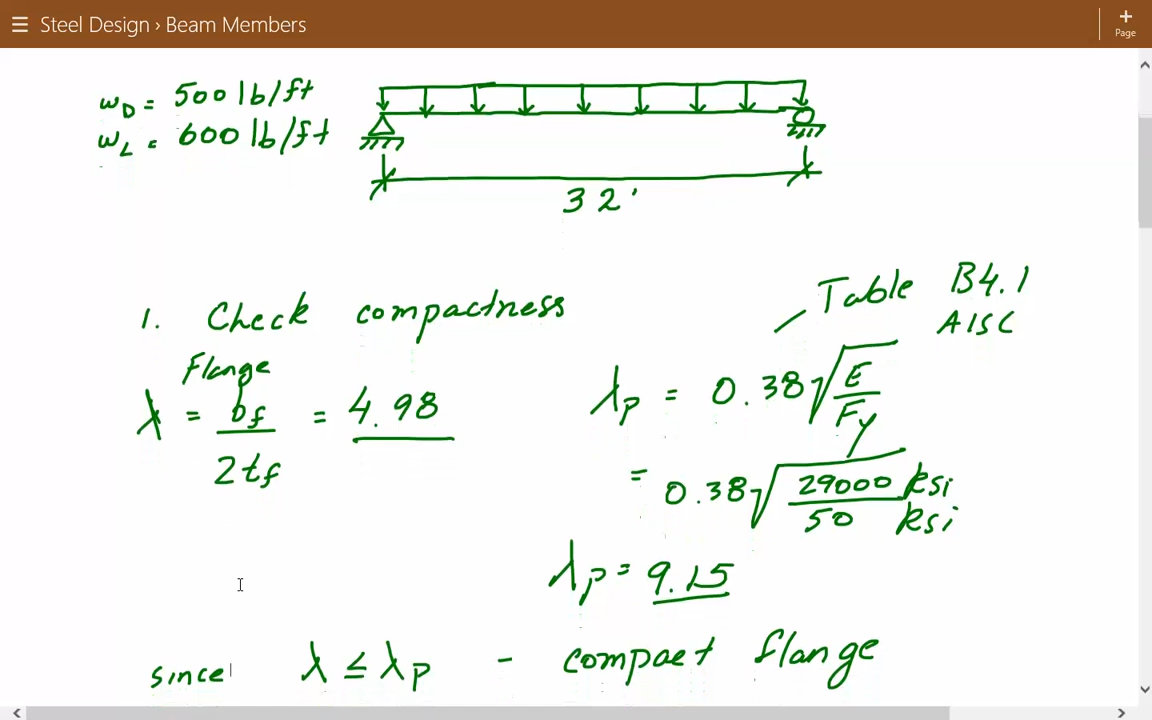 Steel Design › Beam Members
Page
w_D = 500 lb/ft
w_L = 600 lb/ft
32'
1. Check compactness
Table B4.1
AISC
Flange
λ = bf / 2tf = 4.98
λp = 0.38 √(E / Fy)
= 0.38 √(29000 ksi / 50 ksi)
λp = 9.15
since λ ≤ λp - compact flange